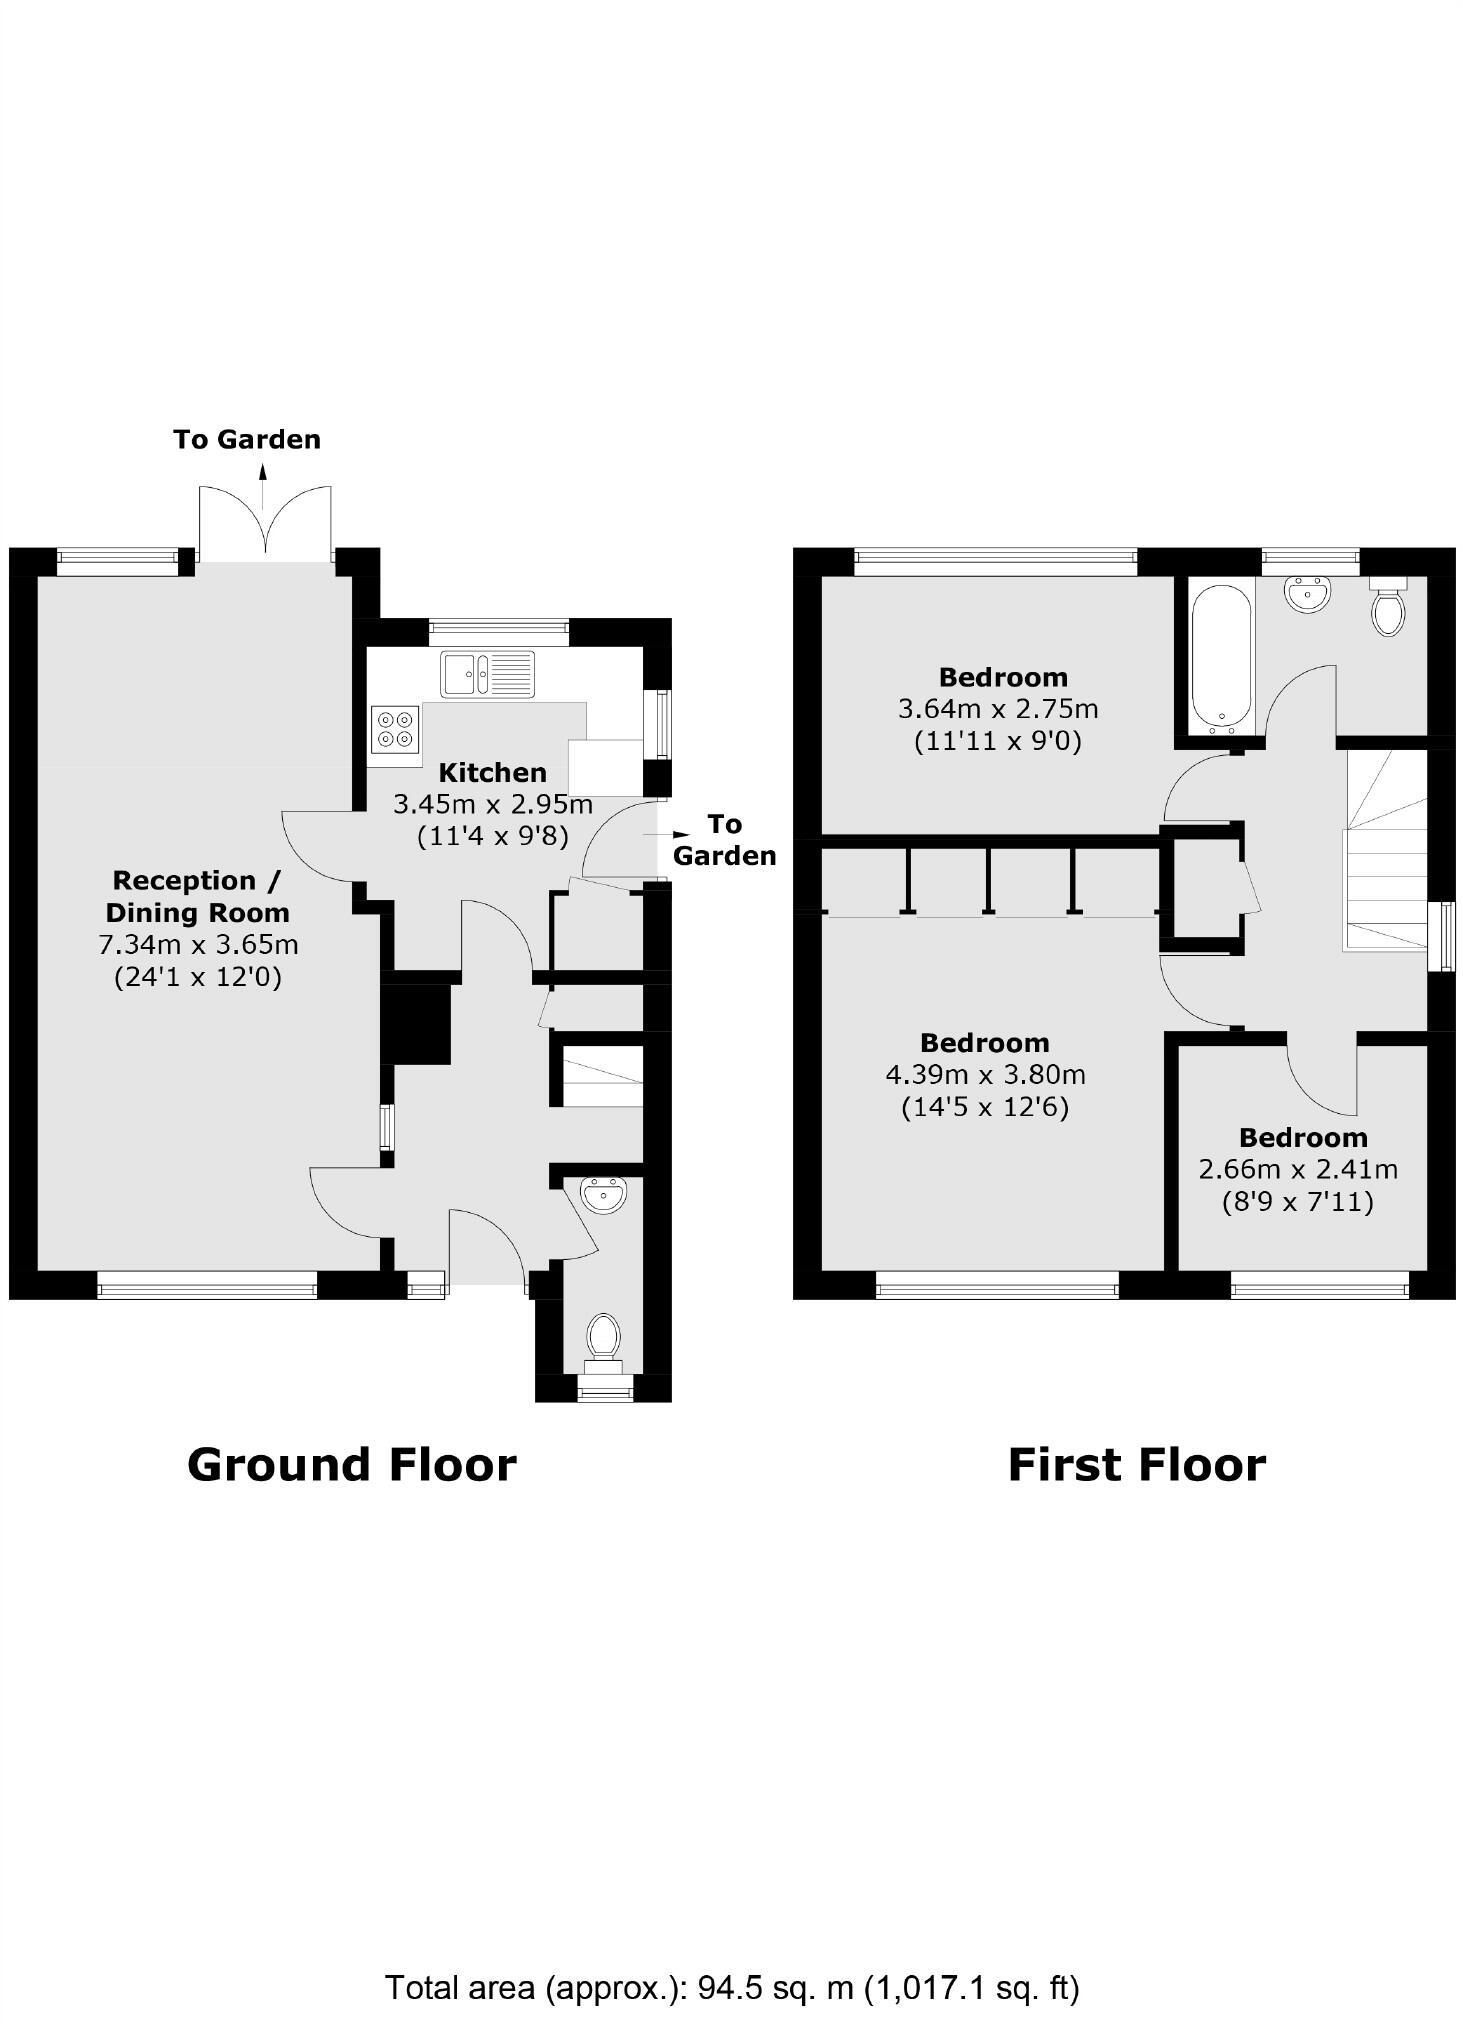 To Garden
Kitchen
3.45m x 2.95m
(11'4 x 9'8)
To
Garden
Reception /
Dining Room
7.34m x 3.65m
(24'1 x 12'0)
Ground Floor
Bedroom
3.64m x 2.75m
(11'11 x 9'0)
Bedroom
4.39m x 3.80m
(14'5 x 12'6)
Bedroom
2.66m x 2.41m
(8'9 x 7'11)
First Floor
Total area (approx.): 94.5 sq. m (1,017.1 sq. ft)